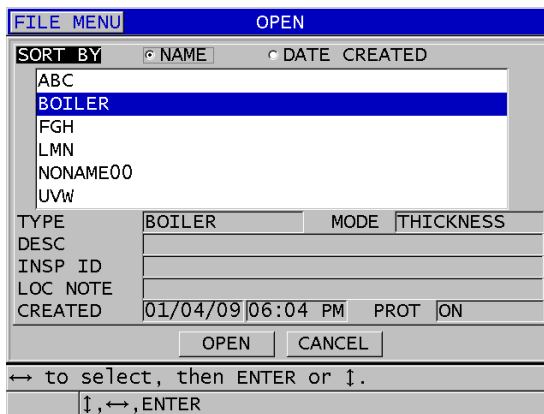 FILE MENU OPEN
SORT BY NAME DATE CREATED
ABC
BOILER
FGH
LMN
NONAME00
UVW
TYPE BOILER MODE THICKNESS
DESC
INSP ID
LOC NOTE
CREATED 01/04/09 06:04 PM PROT ON
OPEN CANCEL
↔ to select, then ENTER or ↕.
↕,↔,ENTER